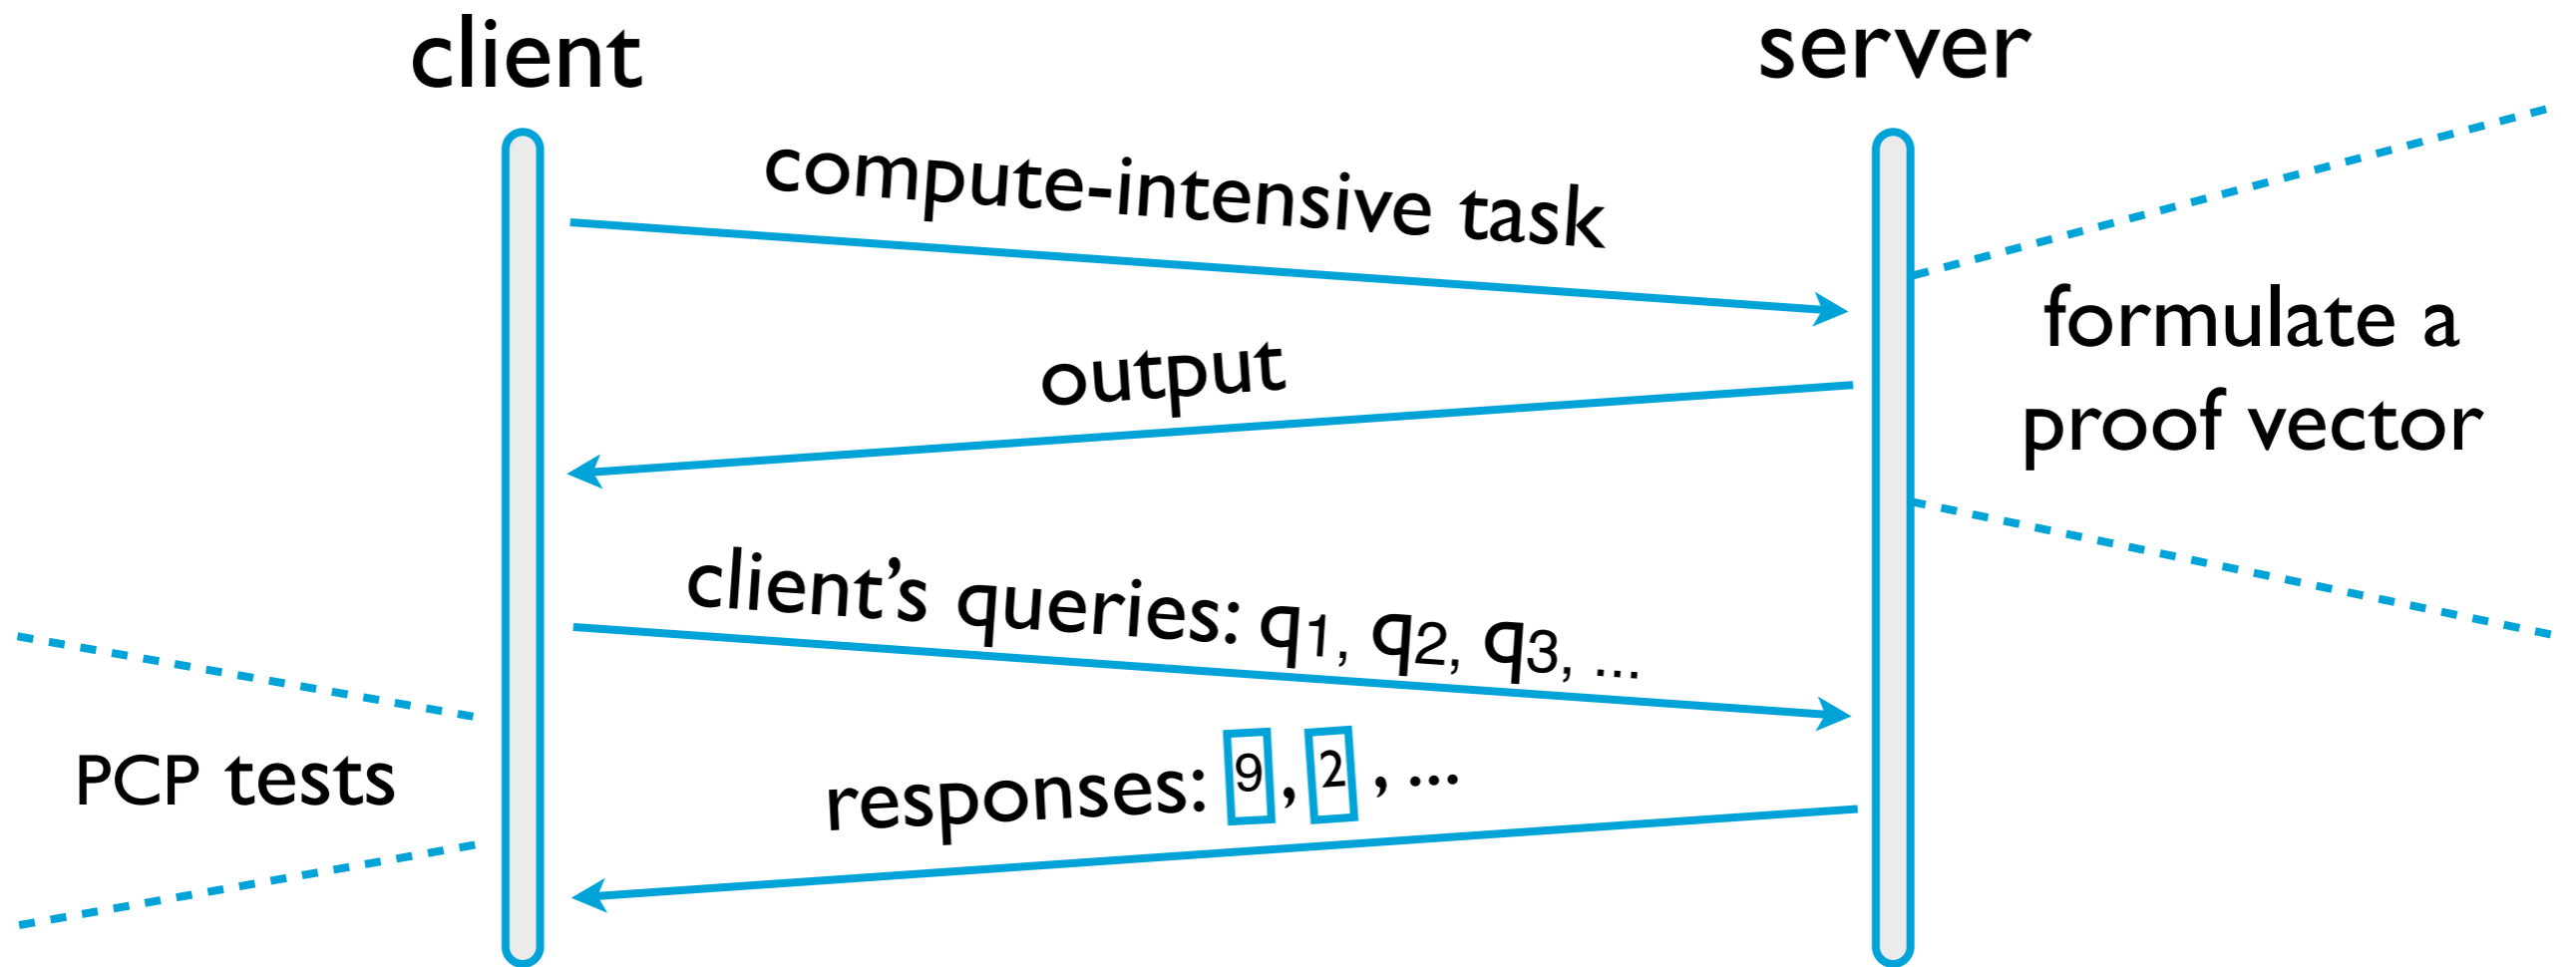 client
server
compute-intensive task
output
formulate a
proof vector
client’s queries: q1, q2, q3, ...
PCP tests
responses: 9, 2, ...